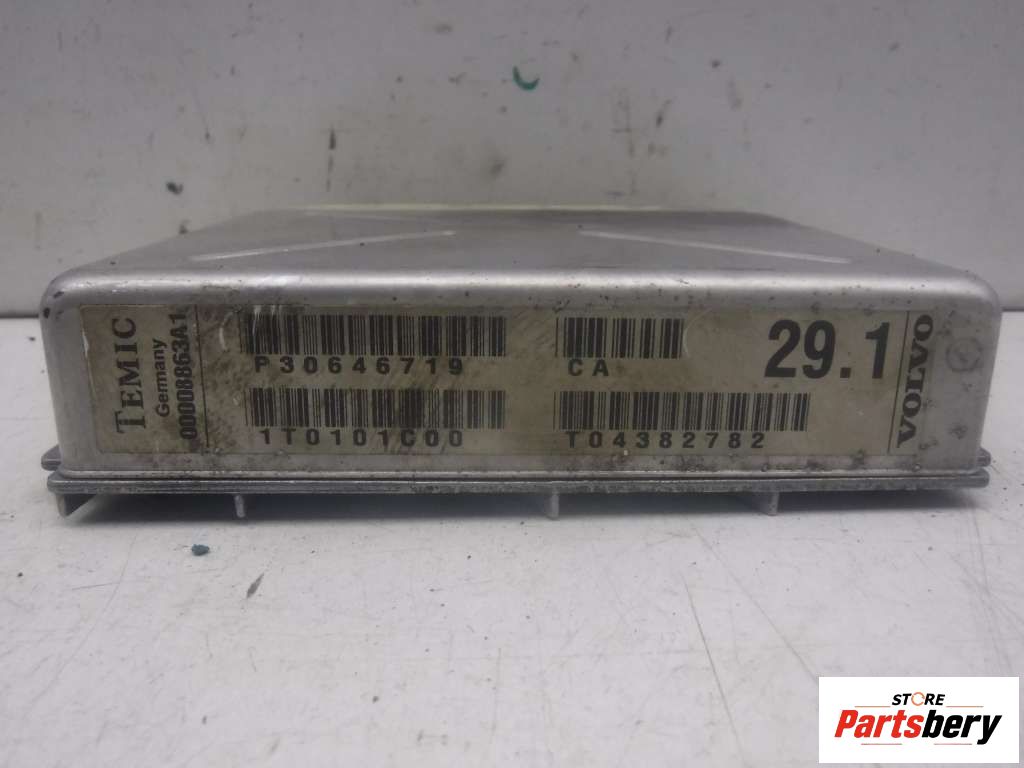 TEMIC
Germany
00008863A1
P30646719
CA
29.1
VOLVO
1T0101C00
T04382782
STORE
Partsbery